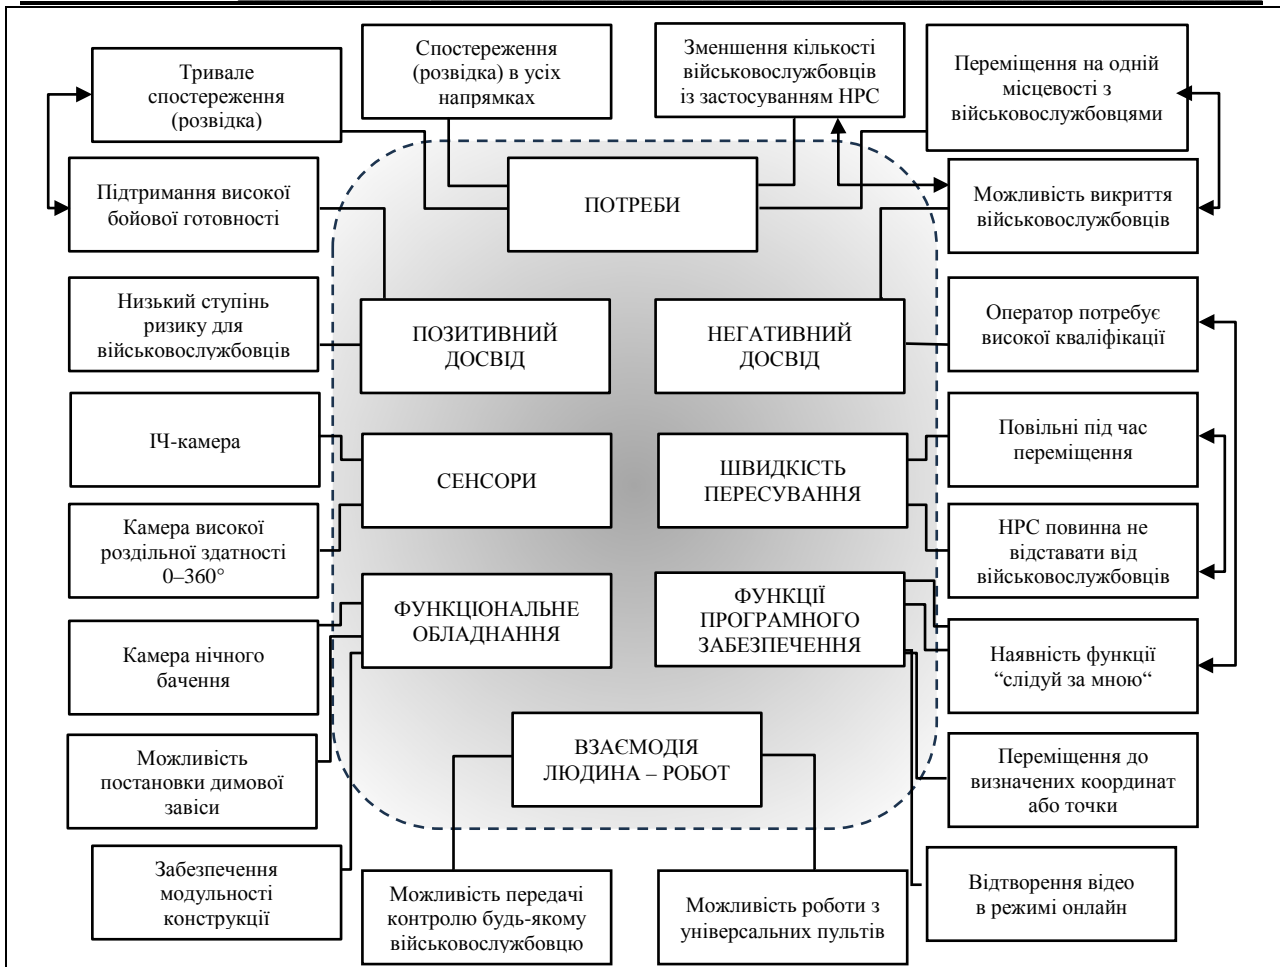 Тривале
спостереження
(розвідка)
Спостереження
(розвідка) в усіх
напрямках
Зменшення кількості
військовослужбовців
із застосуванням НРС
Переміщення на одній
місцевості з
військовослужбовцями
Підтримання високої
бойової готовності
ПОТРЕБИ
Можливість викриття
військовослужбовців
Низький ступінь
ризику для
військовослужбовців
ПОЗИТИВНИЙ
ДОСВІД
НЕГАТИВНИЙ
ДОСВІД
Оператор потребує
високої кваліфікації
ІЧ-камера
СЕНСОРИ
ШВИДКІСТЬ
ПЕРЕСУВАННЯ
Повільні під час
переміщення
Камера високої
роздільної здатності
0–360°
НРС повинна не
відставати від
військовослужбовців
ФУНКЦІОНАЛЬНЕ
ОБЛАДНАННЯ
ФУНКЦІЇ
ПРОГРАМНОГО
ЗАБЕЗПЕЧЕННЯ
Камера нічного
бачення
Наявність функції
“слідуй за мною“
Можливість
постановки димової
завіси
ВЗАЄМОДІЯ
ЛЮДИНА – РОБОТ
Переміщення до
визначених координат
або точки
Забезпечення
модульності
конструкції
Можливість передачі
контролю будь-якому
військовослужбовцю
Можливість роботи з
універсальних пультів
Відтворення відео
в режимі онлайн